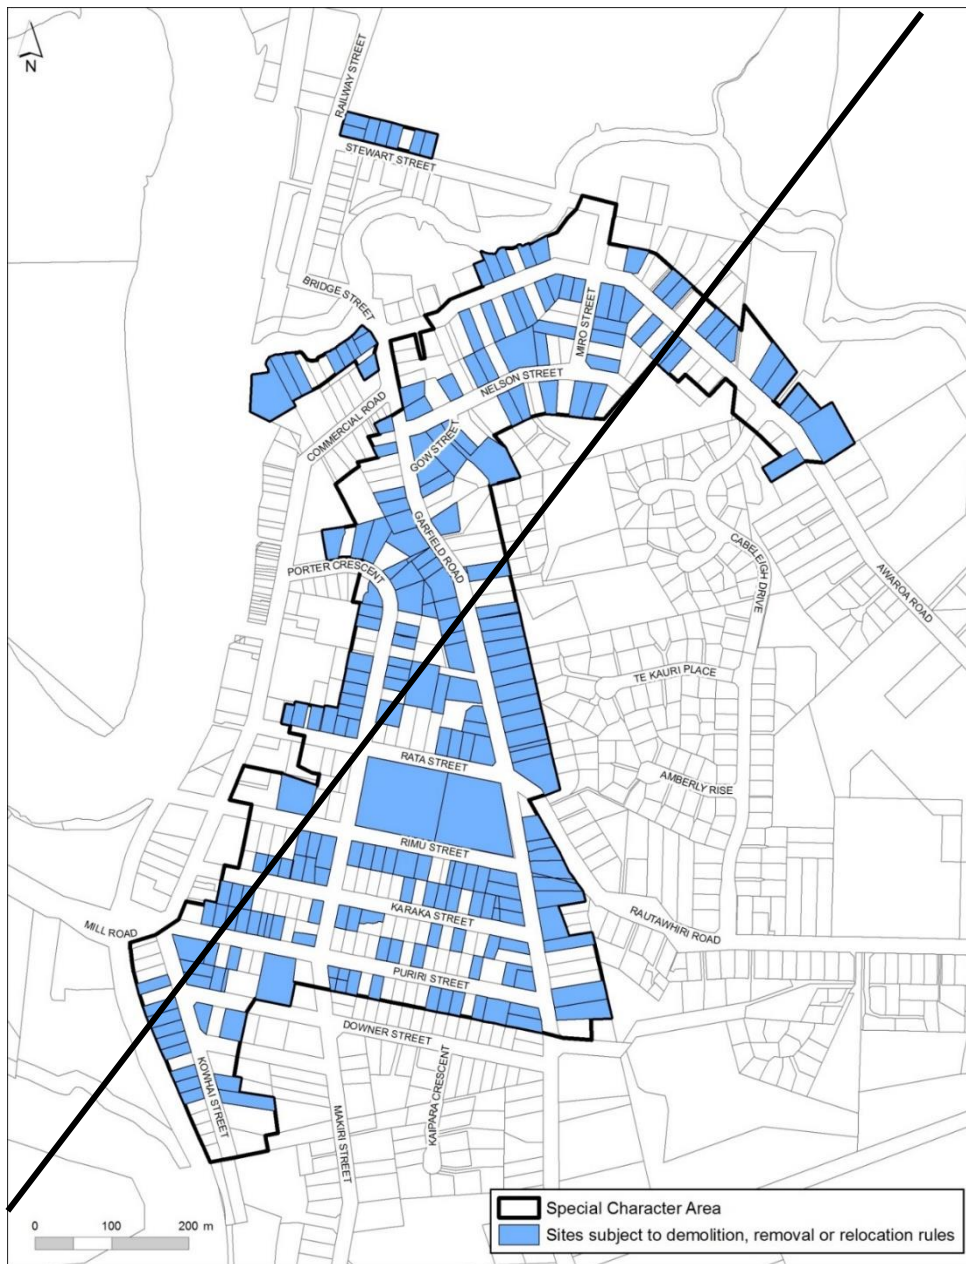 N
RAILWAY STREET
STEWART STREET
BRIDGE STREET
MIRO STREET
NELSON STREET
COMMERCIAL ROAD
GOW STREET
GARFIELD ROAD
PORTER CRESCENT
CABELEIGH DRIVE
AWAROA ROAD
TE KAURI PLACE
RATA STREET
AMBERLY RISE
RIMU STREET
KARAKA STREET
RAUTAWHIRI ROAD
MILL ROAD
PURIRI STREET
DOWNER STREET
KOWHAI STREET
MAKIRI STREET
KAIPARA CRESCENT
0 100 200 m
Special Character Area
Sites subject to demolition, removal or relocation rules